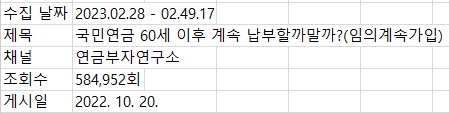 수집 날짜 2023.02.28 - 02.49.17
제목 국민연금 60세 이후 계속 납부할까말까?(임의계속가입)
채널 연금부자연구소
조회수 584,952회
게시일 2022. 10. 20.